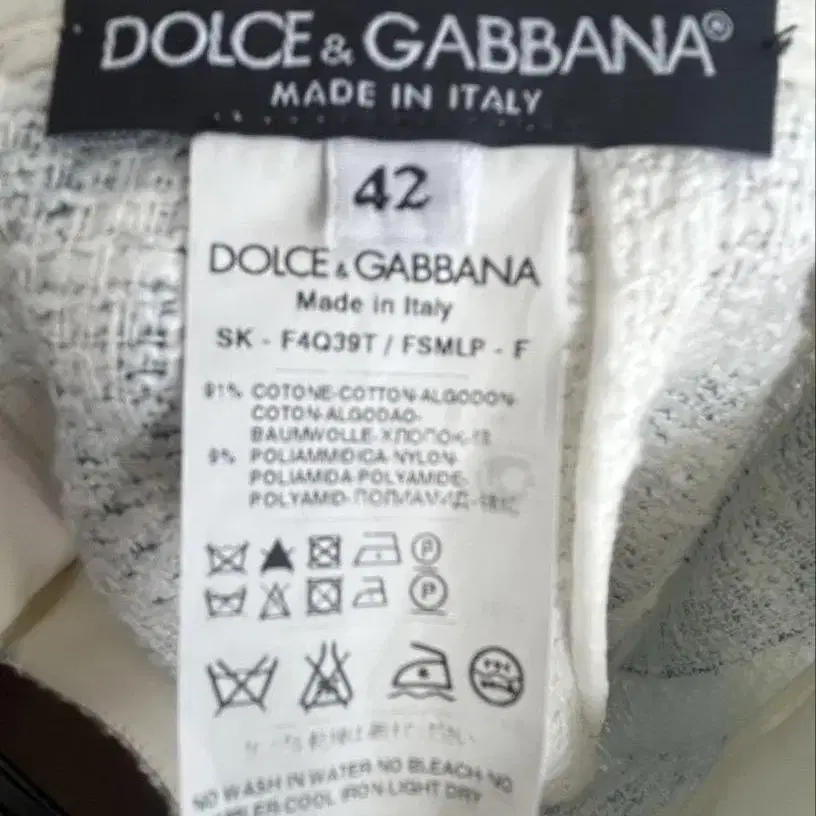 DOLCE & GABBANA®
MADE IN ITALY
42
DOLCE & GABBANA
Made in Italy
SK - F4Q39T / FSMLP - F
91% COTONE-COTTON-ALGODON-
COTON-ALGODAO-
BAUMWOLLE-ХЛОПОК-棉
9% POLIAMMIDICA-NYLON-
POLIAMIDA-POLYAMIDE-
POLYAMID-ПОЛИАМИД-
P
P
NO WASH IN WATER-NO BLEACH-NO
COOL IRON-LIGHT DRY